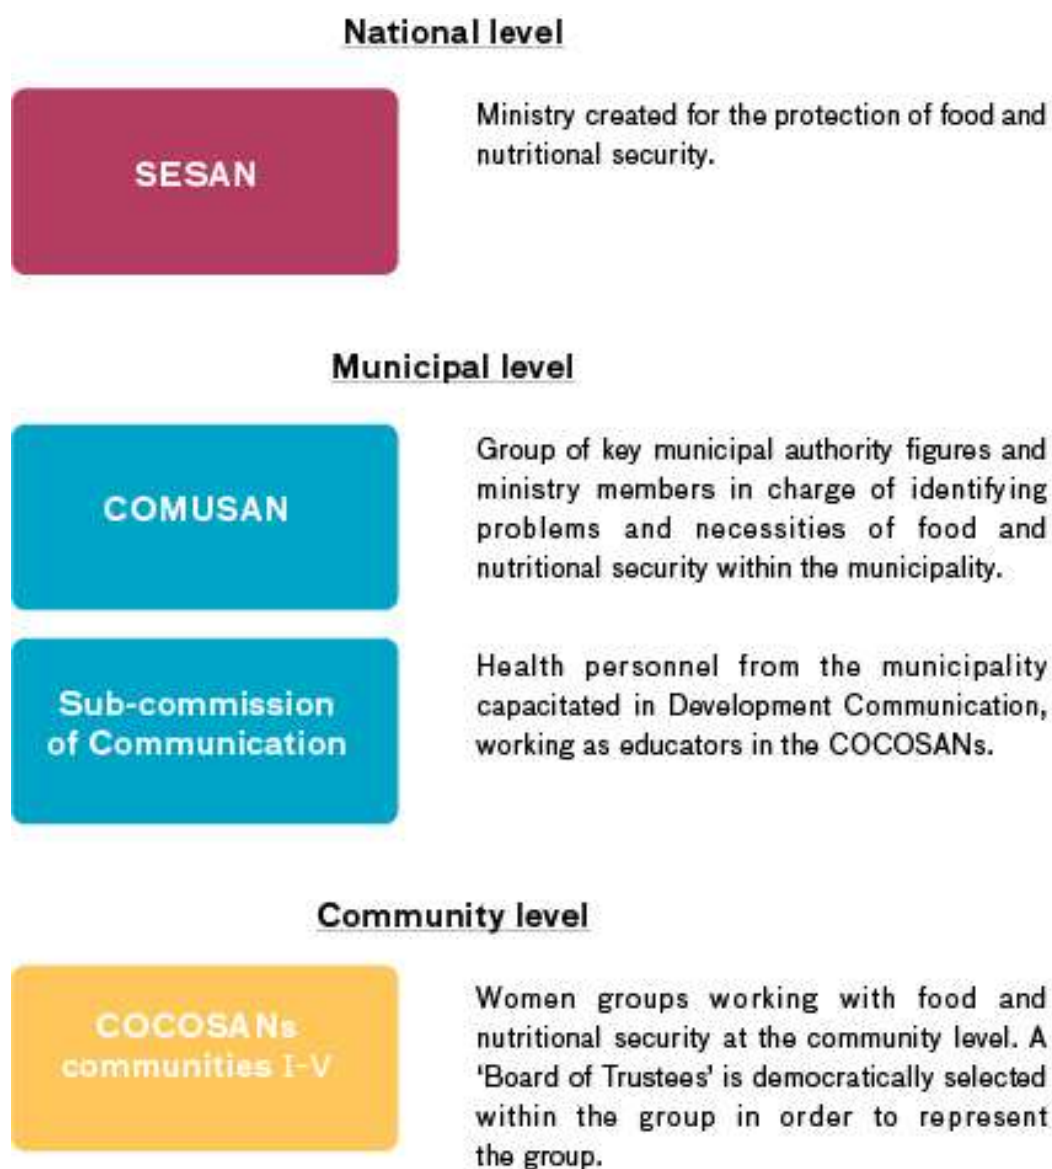 National level
SESAN
Ministry created for the protection of food and
nutritional security.
Municipal level
COMUSAN
Group of key municipal authority figures and
ministry members in charge of identifying
problems and necessities of food and
nutritional security within the municipality.
Sub-commission
of Communication
Health personnel from the municipality
capacitated in Development Communication,
working as educators in the COCOSANs.
Community level
COCOSANs
communities I-V
Women groups working with food and
nutritional security at the community level. A
'Board of Trustees' is democratically selected
within the group in order to represent
the group.